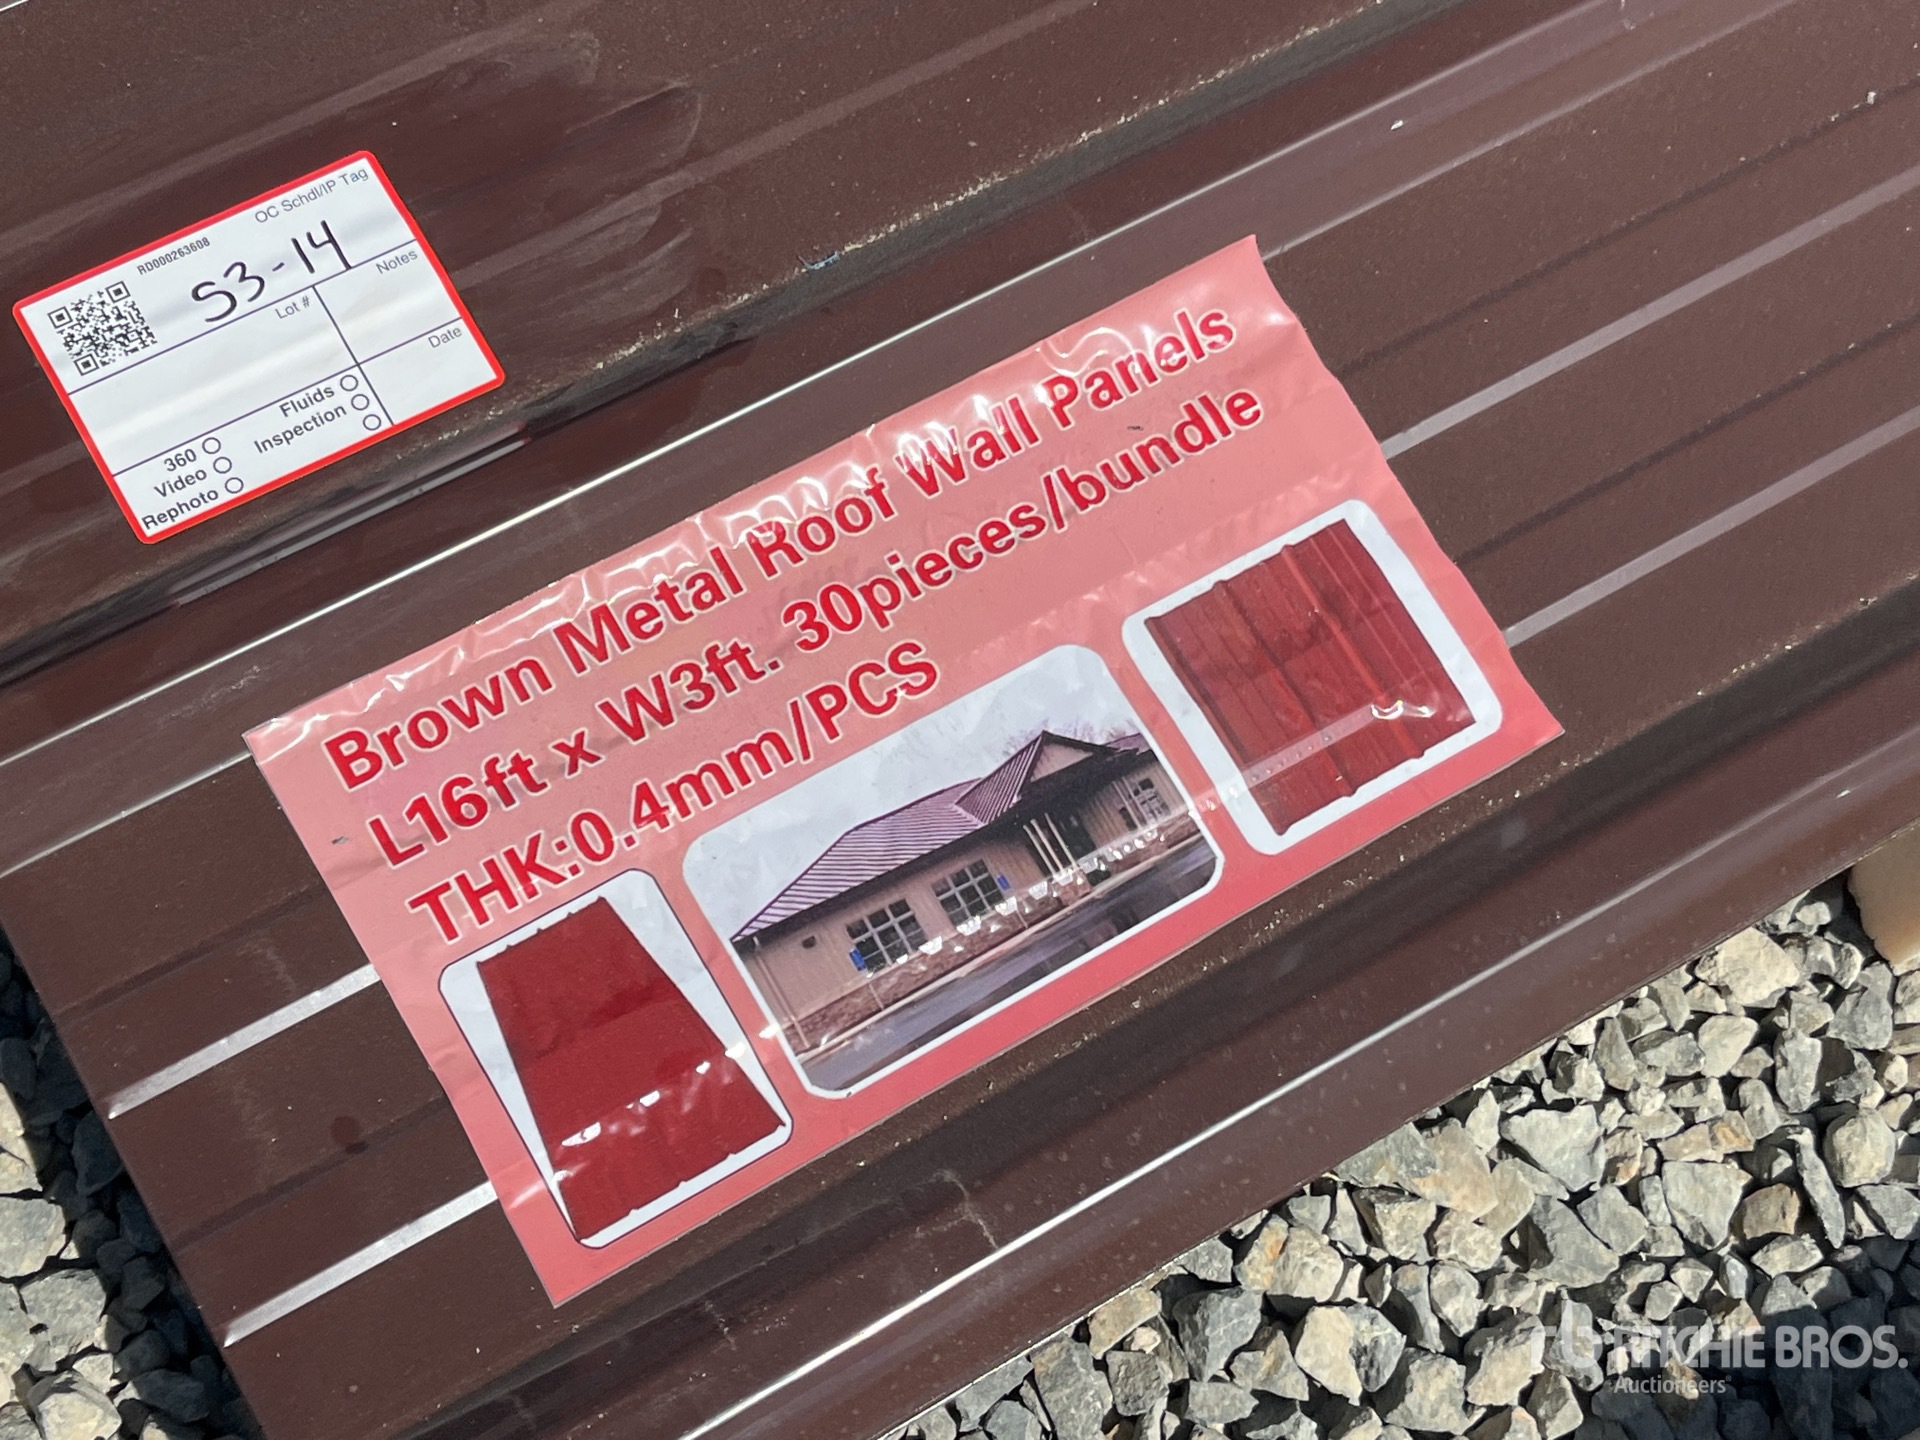 OC Schdl/IP Tag
RD000263608
S3-14
Lot #
Notes
Date
Fluids
Inspection
360
Video
Rephoto
Brown Metal Roof Wall Panels
L16ft x W3ft. 30pieces/bundle
THK:0.4mm/PCS
RITCHIE BROS.
Auctioneers